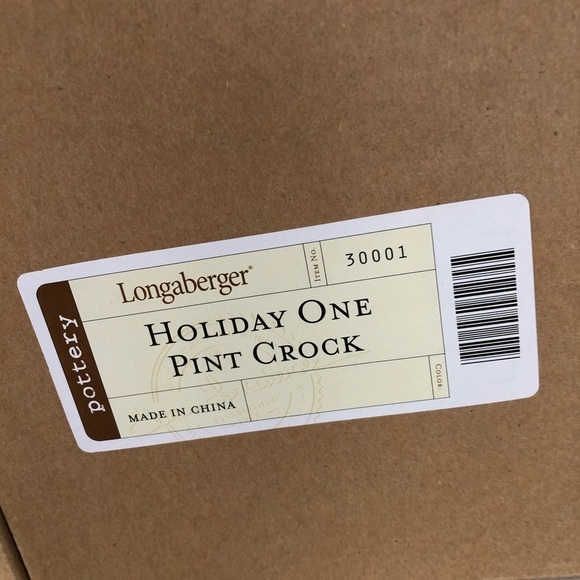 pottery
Longaberger®
ITEM NO.
30001
HOLIDAY ONE
PINT CROCK
MADE IN CHINA
COLOR: